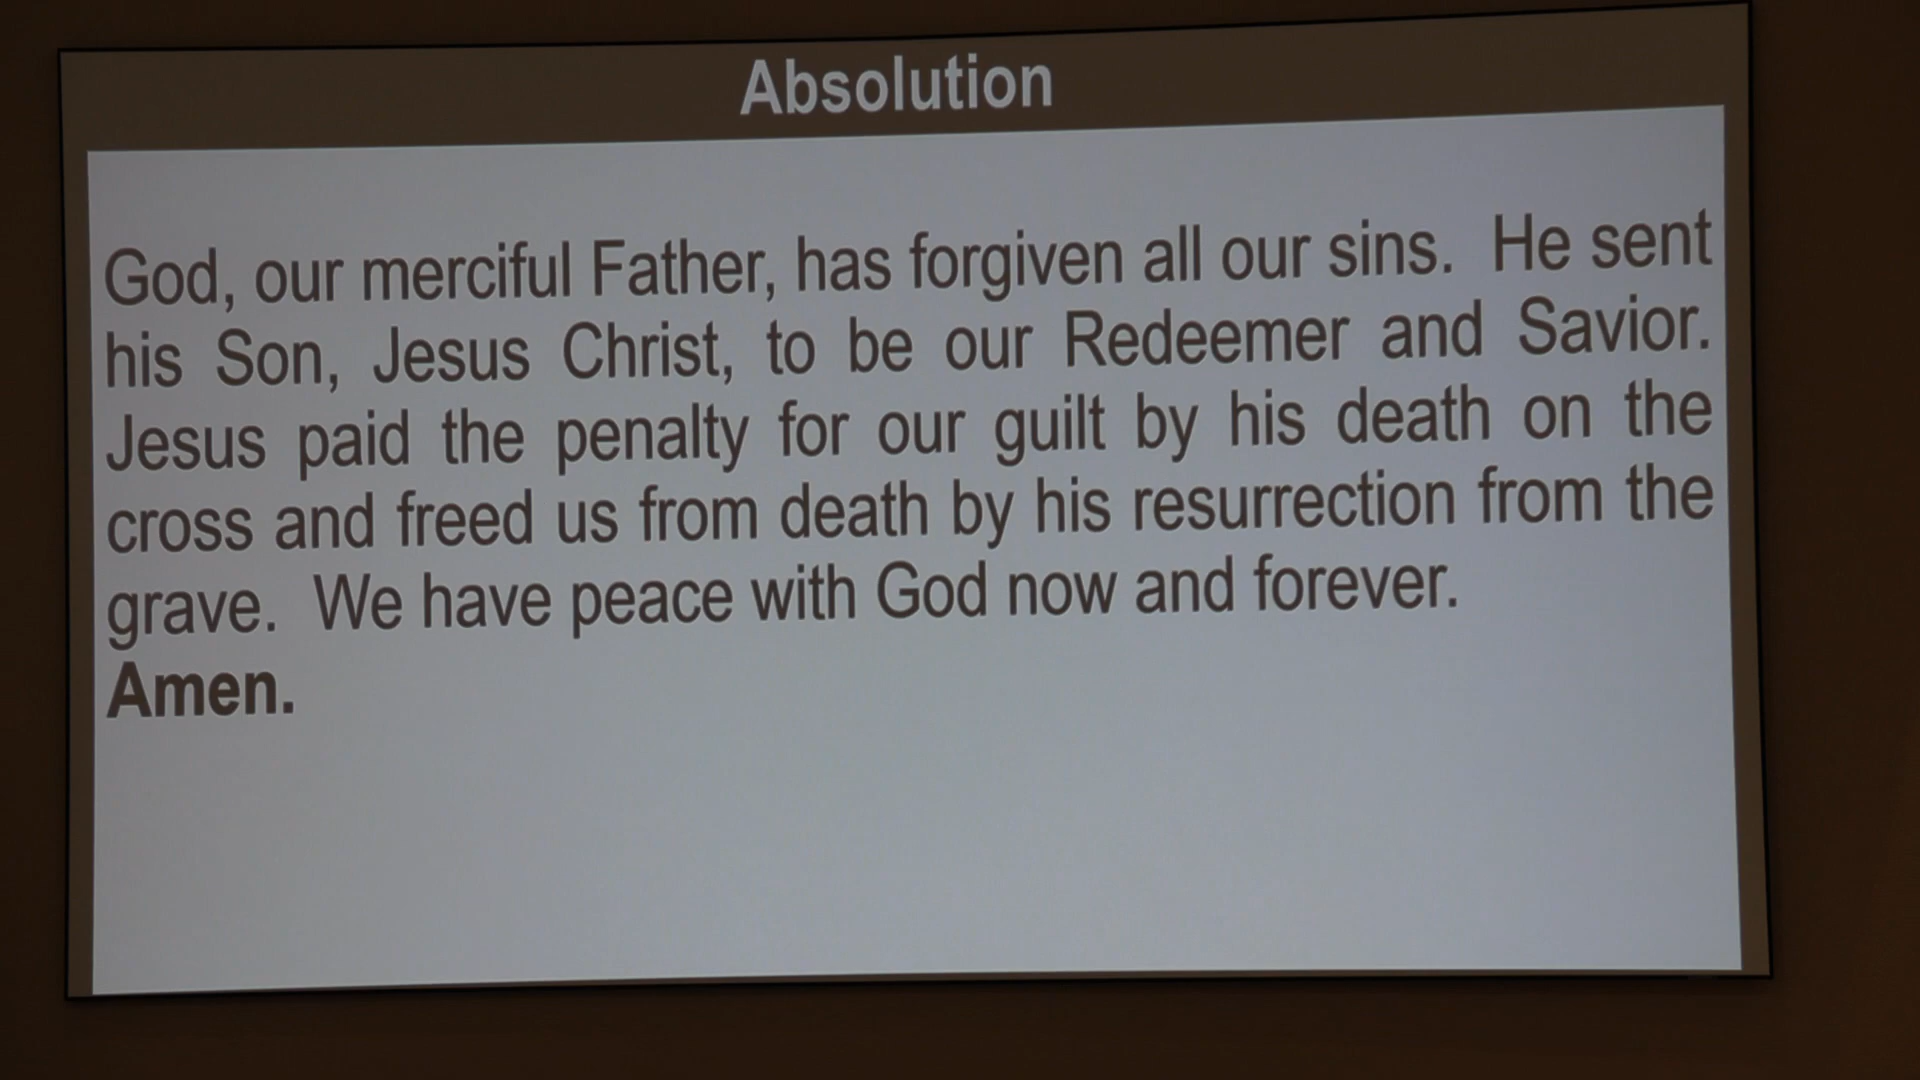 Absolution
God, our merciful Father, has forgiven all our sins.  He sent
his Son, Jesus Christ, to be our Redeemer and Savior.
Jesus paid the penalty for our guilt by his death on the
cross and freed us from death by his resurrection from the
grave.  We have peace with God now and forever.
Amen.